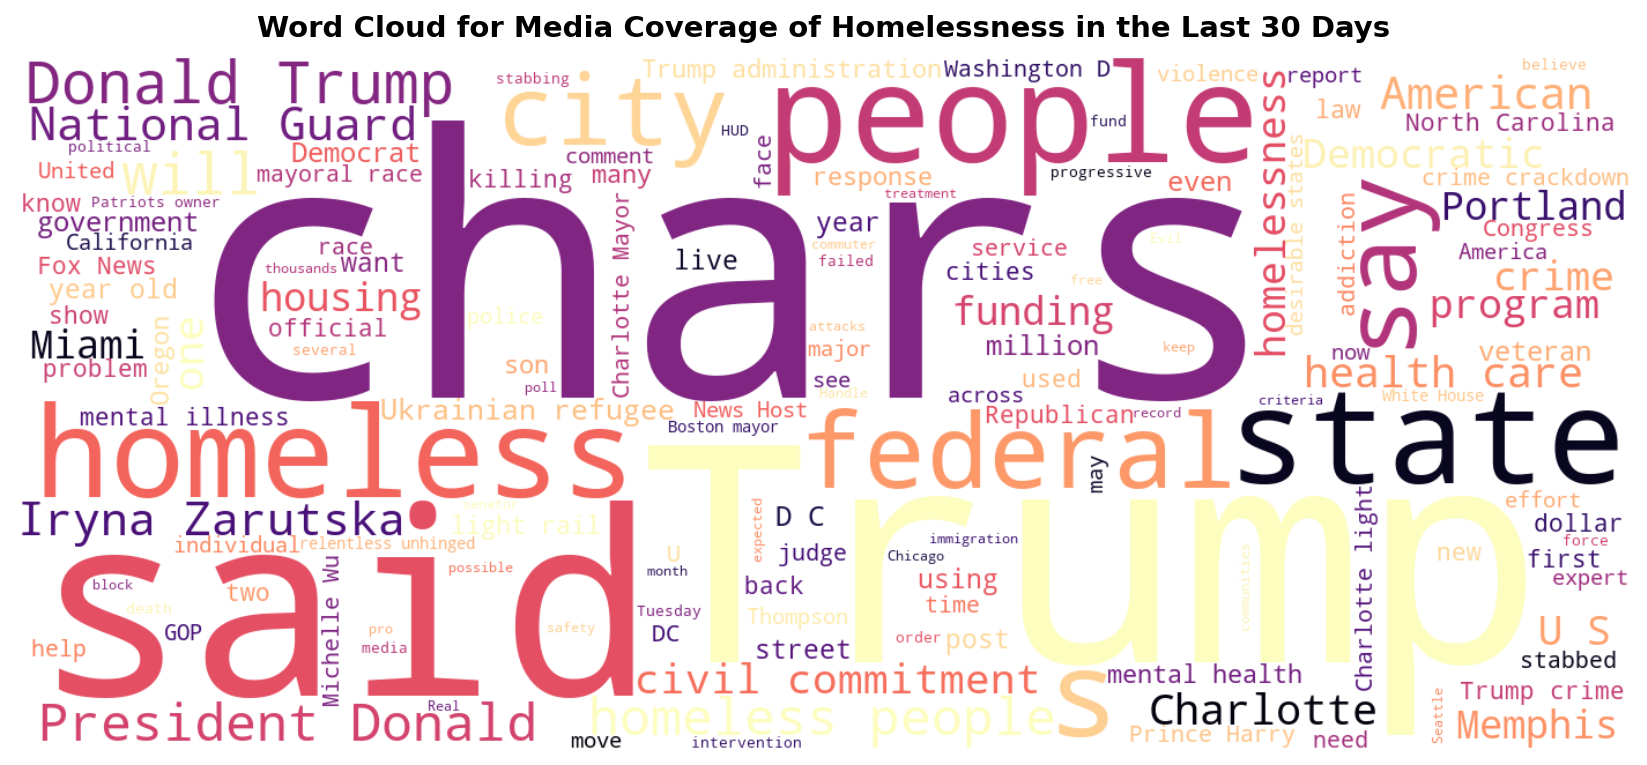 Word Cloud for Media Coverage of Homelessness in the Last 30 Days
Donald Trump
stabbing
Trump administration
Washington D
violence
report
believe
city
people
American
National Guard
HUD
fund
law
North Carolina
political
Democrat
comment
face
homelessness
Democratic
United
will
mayoral race
killing
many
response
progressive
even
crime crackdown
know
Patriots owner
treatment
say
Portland
government
chars
year
desirable states
Congress
California
race
want
Charlotte Mayor
live
commuter
service
Evil
addiction
America
Fox News
thousands
failed
cities
free
crime
year old
housing
funding
program
show
official
police
Oregon
one
attacks
million
Miami
several
major
keep
now
veteran
problem
son
see
used
health care
poll
Handle
across
criteria
White House
mental illness
Ukrainian refugee
News Host
Republican
record
Boston mayor
homeless
federal
state
may
Iryna Zarutska
senator
light rail
Trump
D C
expected
effort
dollar
individual
relentless unhinged
U
judge
immigration
Chicago
Charlotte light
new
first
force
block
said
possible
month
back
using
communities
expert
two
death
Michelle Wu
Tuesday
Thompson
time
help
GOP
pro
safety
DC
order
post
U S
media
street
stabbed
civil commitment
s
mental health
Trump crime
President Donald
Real
homeless people
Charlotte
Seattle
Memphis
move
intervention
Prince Harry
need